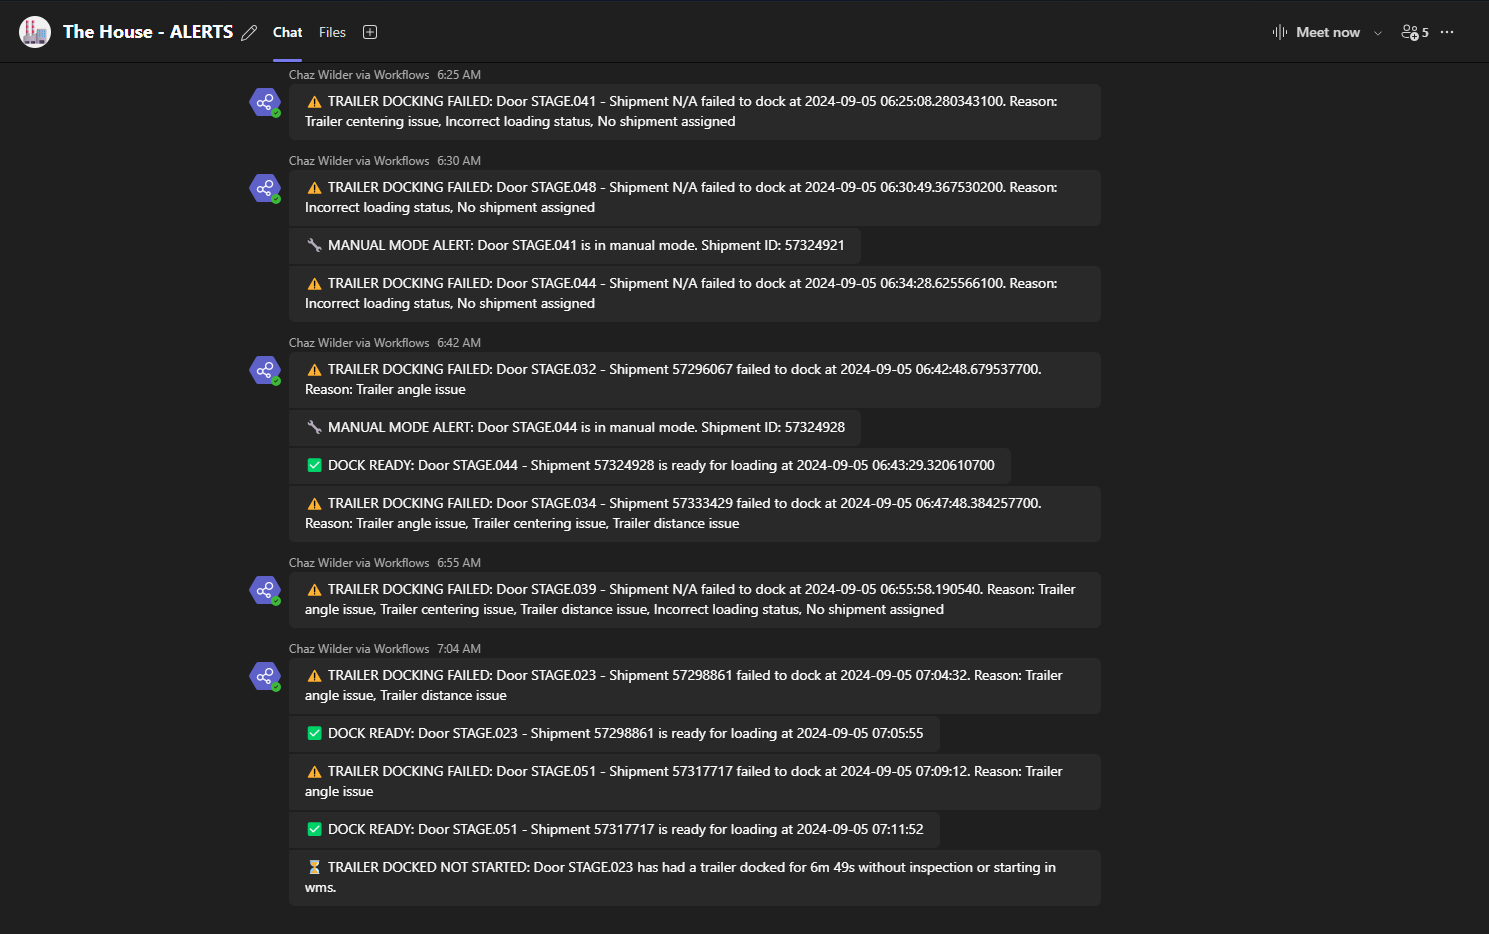 The House - ALERTS
Chat
Files
Meet now
5
Chaz Wilder via Workflows 6:25 AM
TRAILER DOCKING FAILED: Door STAGE.041 - Shipment N/A failed to dock at 2024-09-05 06:25:08.280343100. Reason:
Trailer centering issue, Incorrect loading status, No shipment assigned
Chaz Wilder via Workflows 6:30 AM
TRAILER DOCKING FAILED: Door STAGE.048 - Shipment N/A failed to dock at 2024-09-05 06:30:49.367530200. Reason:
Incorrect loading status, No shipment assigned
MANUAL MODE ALERT: Door STAGE.041 is in manual mode. Shipment ID: 57324921
TRAILER DOCKING FAILED: Door STAGE.044 - Shipment N/A failed to dock at 2024-09-05 06:34:28.625566100. Reason:
Incorrect loading status, No shipment assigned
Chaz Wilder via Workflows 6:42 AM
TRAILER DOCKING FAILED: Door STAGE.032 - Shipment 57296067 failed to dock at 2024-09-05 06:42:48.679537700.
Reason: Trailer angle issue
MANUAL MODE ALERT: Door STAGE.044 is in manual mode. Shipment ID: 57324928
DOCK READY: Door STAGE.044 - Shipment 57324928 is ready for loading at 2024-09-05 06:43:29.320610700
TRAILER DOCKING FAILED: Door STAGE.034 - Shipment 57333429 failed to dock at 2024-09-05 06:47:48.384257700.
Reason: Trailer angle issue, Trailer centering issue, Trailer distance issue
Chaz Wilder via Workflows 6:55 AM
TRAILER DOCKING FAILED: Door STAGE.039 - Shipment N/A failed to dock at 2024-09-05 06:55:58.190540. Reason: Trailer
angle issue, Trailer centering issue, Trailer distance issue, Incorrect loading status, No shipment assigned
Chaz Wilder via Workflows 7:04 AM
TRAILER DOCKING FAILED: Door STAGE.023 - Shipment 57298861 failed to dock at 2024-09-05 07:04:32. Reason: Trailer
angle issue, Trailer distance issue
DOCK READY: Door STAGE.023 - Shipment 57298861 is ready for loading at 2024-09-05 07:05:55
TRAILER DOCKING FAILED: Door STAGE.051 - Shipment 57317717 failed to dock at 2024-09-05 07:09:12. Reason: Trailer
angle issue
DOCK READY: Door STAGE.051 - Shipment 57317717 is ready for loading at 2024-09-05 07:11:52
TRAILER DOCKED NOT STARTED: Door STAGE.023 has had a trailer docked for 6m 49s without inspection or starting in
wms.